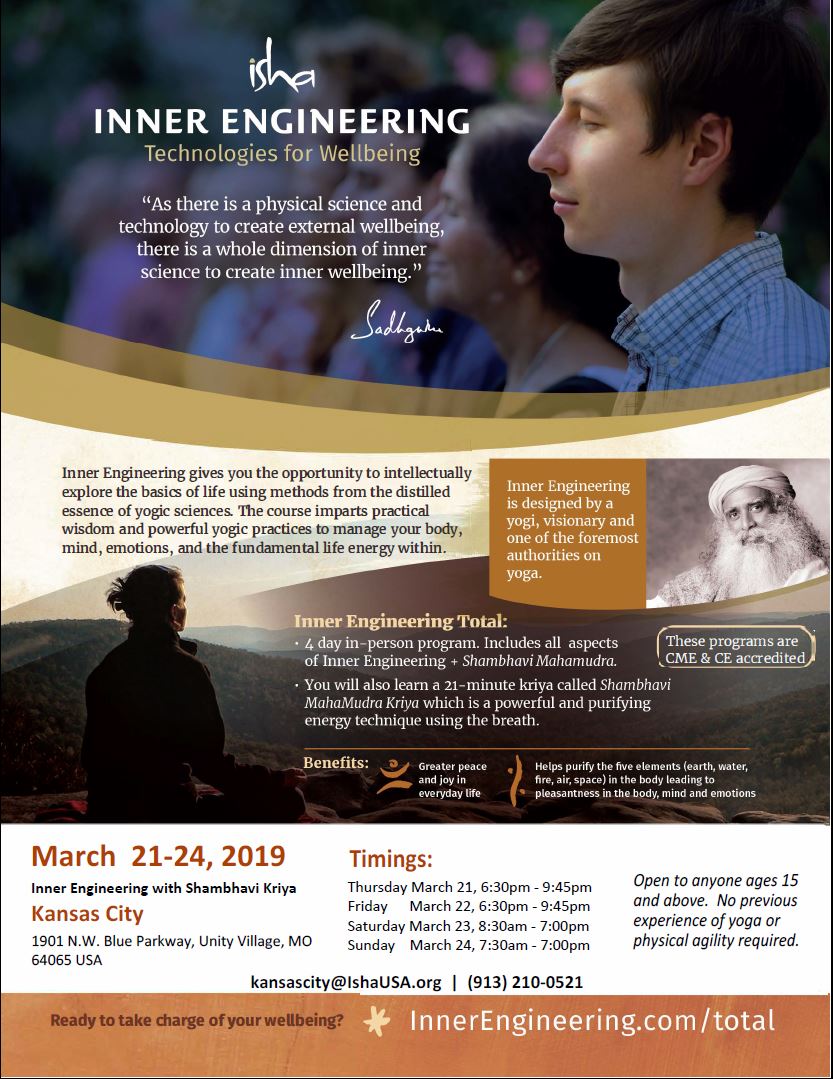 isha
INNER ENGINEERING
Technologies for Wellbeing
“As there is a physical science and
technology to create external wellbeing,
there is a whole dimension of inner
science to create inner wellbeing.”
Sadhguru
Inner Engineering gives you the opportunity to intellectually
explore the basics of life using methods from the distilled
essence of yogic sciences. The course imparts practical
wisdom and powerful yogic practices to manage your body,
mind, emotions, and the fundamental life energy within.
Inner Engineering
is designed by a
yogi, visionary and
one of the foremost
authorities on
yoga.
Inner Engineering Total:
• 4 day in-person program. Includes all aspects
of Inner Engineering + Shambhavi Mahamudra.
• You will also learn a 21-minute kriya called Shambhavi
MahaMudra Kriya which is a powerful and purifying
energy technique using the breath.
These programs are
CME & CE accredited
Benefits:
Greater peace
and joy in
everyday life
Helps purify the five elements (earth, water,
fire, air, space) in the body leading to
pleasantness in the body, mind and emotions
March 21-24, 2019
Inner Engineering with Shambhavi Kriya
Kansas City
1901 N.W. Blue Parkway, Unity Village, MO
64065 USA
Timings:
Thursday March 21, 6:30pm - 9:45pm
Friday March 22, 6:30pm - 9:45pm
Saturday March 23, 8:30am - 7:00pm
Sunday March 24, 7:30am - 7:00pm
Open to anyone ages 15
and above. No previous
experience of yoga or
physical agility required.
kansascity@IshaUSA.org | (913) 210-0521
Ready to take charge of your wellbeing?
InnerEngineering.com/total